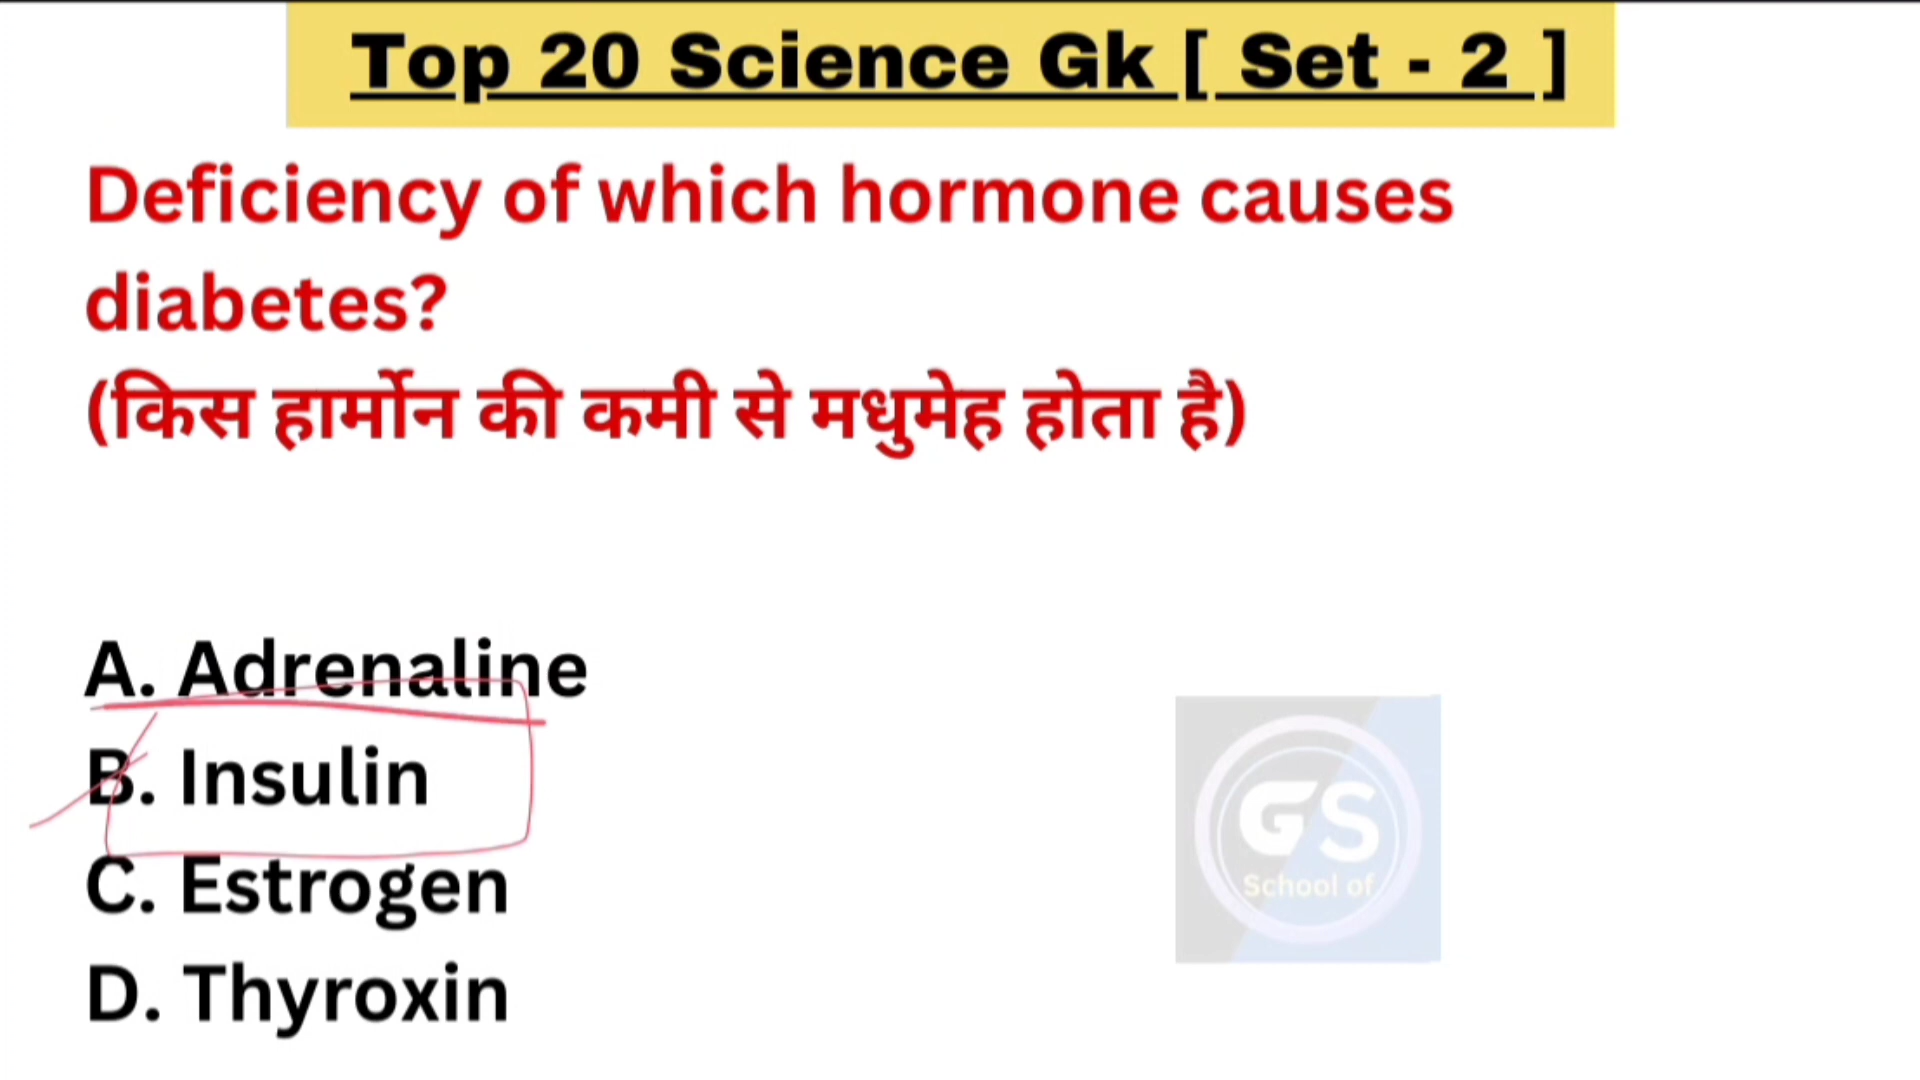 Top 20 Science Gk [ Set - 2 ]
Deficiency of which hormone causes
diabetes?
(किस हार्मोन की कमी से मधुमेह होता है)
A. Adrenaline
B. Insulin
C. Estrogen
D. Thyroxin
GS
School of